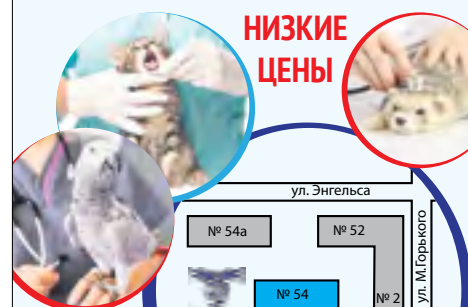 НИЗКИЕ
ЦЕНЫ
ул. Энгельса
№ 54а
№ 52
ул. М.Горького
№ 54
№ 2